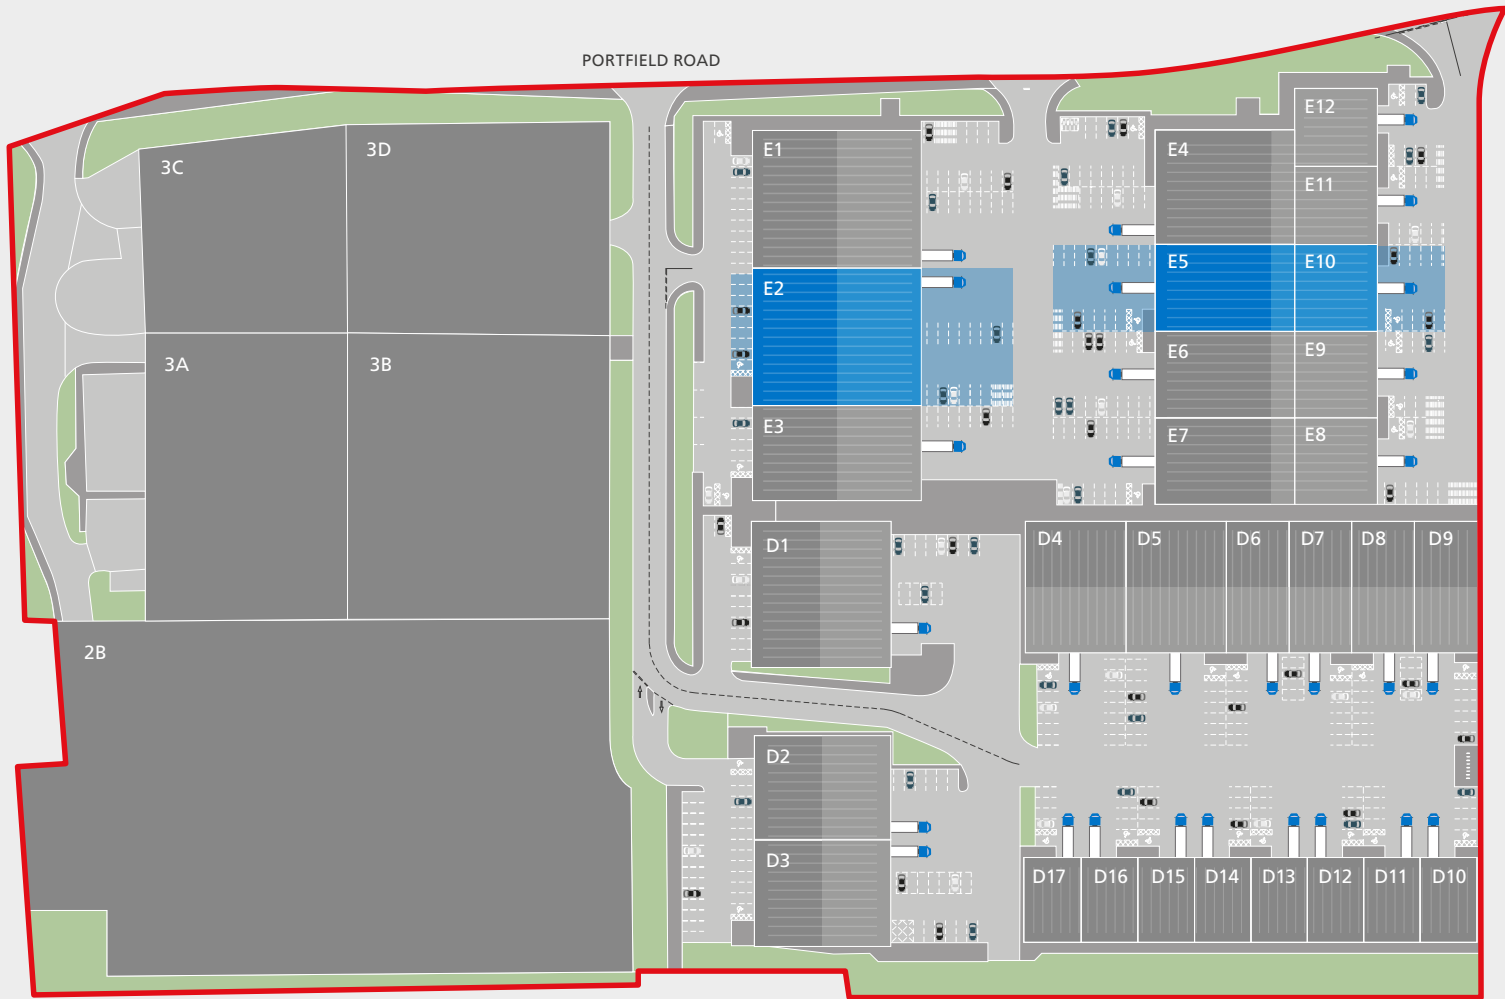 PORTFIELD ROAD
E12
E1
E4
3C
3D
E11
E5
E10
E2
E6
E9
3A
3B
E3
E7
E8
D1
D4
D5
D6
D7
D8
D9
2B
D2
D3
D17
D16
D15
D14
D13
D12
D11
D10